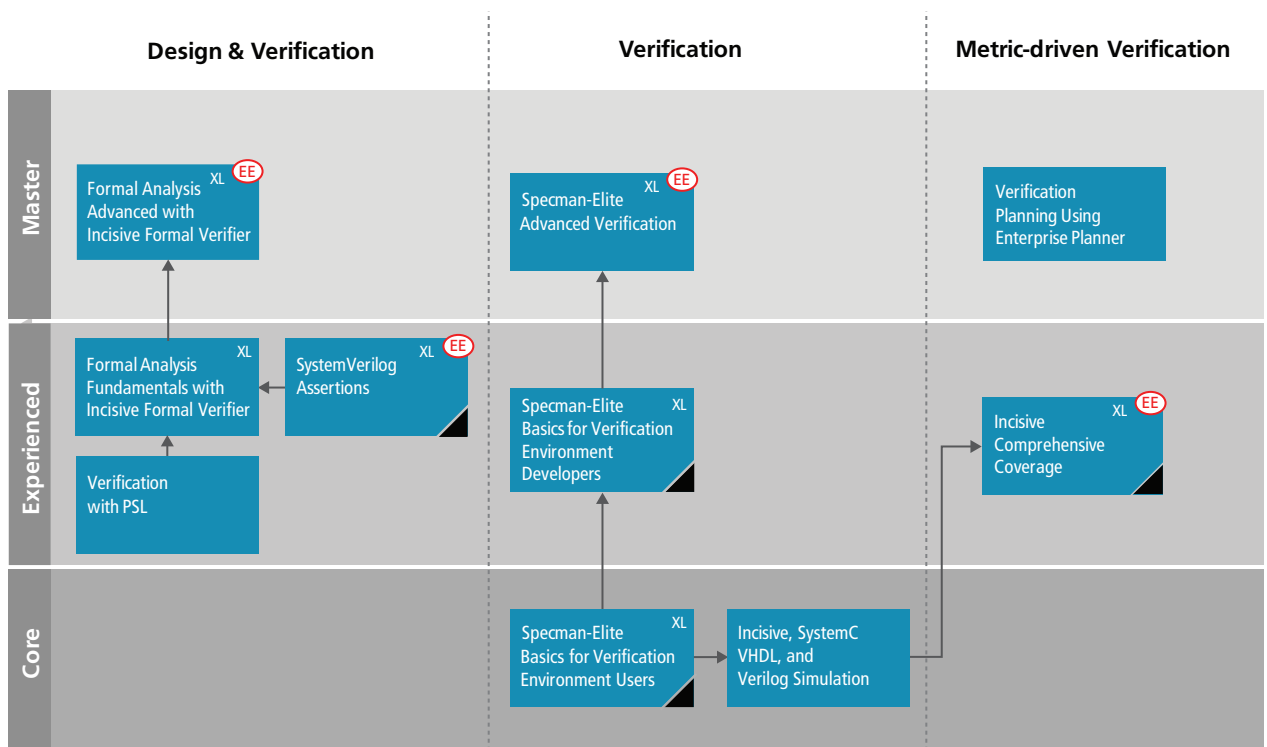 Design & Verification
Verification
Metric-driven Verification
Master
XL
EE
Formal Analysis
Advanced with
Incisive Formal Verifier
XL
EE
Specman-Elite
Advanced Verification
Verification
Planning Using
Enterprise Planner
Experienced
XL
Formal Analysis
Fundamentals with
Incisive Formal Verifier
XL
EE
SystemVerilog
Assertions
Verification
with PSL
XL
Specman-Elite
Basics for Verification
Environment
Developers
XL
EE
Incisive
Comprehensive
Coverage
Core
XL
Specman-Elite
Basics for Verification
Environment Users
Incisive, SystemC
VHDL, and
Verilog Simulation